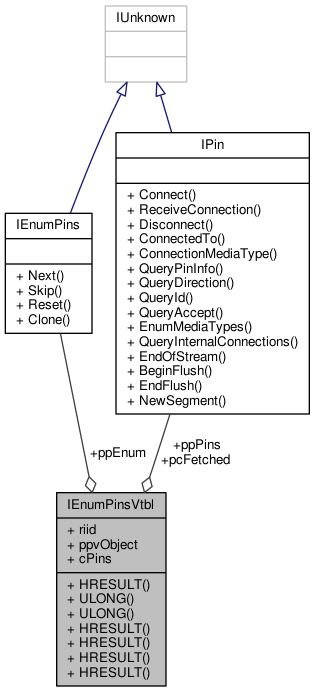 IUnknown
IPin
+ Connect()
+ ReceiveConnection()
+ Disconnect()
+ ConnectedTo()
+ ConnectionMediaType()
+ QueryPinInfo()
+ QueryDirection()
+ QueryId()
+ QueryAccept()
+ EnumMediaTypes()
+ QueryInternalConnections()
+ EndOfStream()
+ BeginFlush()
+ EndFlush()
+ NewSegment()
IEnumPins
+ Next()
+ Skip()
+ Reset()
+ Clone()
+ppEnum
+ppPins
+pcFetched
IEnumPinsVtbl
+ riid
+ ppvObject
+ cPins
+ HRESULT()
+ ULONG()
+ ULONG()
+ HRESULT()
+ HRESULT()
+ HRESULT()
+ HRESULT()